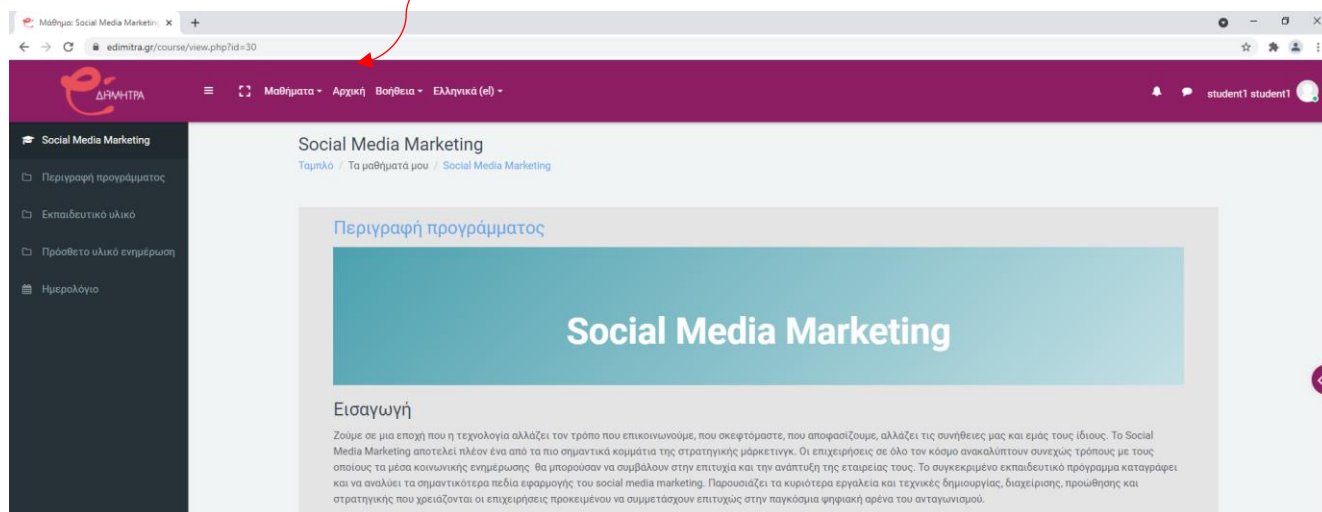 Μάθημα: Social Media Marketin
edimitra.gr/course/view.php?id=30
ΔΗΜΗΤΡΑ
Μαθήματα Αρχική Βοήθεια Ελληνικά (el)
student1 student1
Social Media Marketing
Περιγραφή προγράμματος
Εκπαιδευτικό υλικό
Πρόσθετο υλικό ενημέρωση
Ημερολόγιο
Social Media Marketing
Ταμπλό / Τα μαθήματά μου / Social Media Marketing
Περιγραφή προγράμματος
Social Media Marketing
Εισαγωγή
Ζούμε σε μια εποχή που η τεχνολογία αλλάζει τον τρόπο που επικοινωνούμε, που σκεφτόμαστε, που αποφασίζουμε, αλλάζει τις συνήθειες μας και εμάς τους ίδιους. Το Social
Media Marketing αποτελεί πλέον ένα από τα πιο σημαντικά κομμάτια της στρατηγικής μάρκετινγκ. Οι επιχειρήσεις σε όλο τον κόσμο ανακαλύπτουν συνεχώς τρόπους με τους
οποίους τα μέσα κοινωνικής ενημέρωσης θα μπορούσαν να συμβάλουν στην επιτυχία και την ανάπτυξη της εταιρείας τους. Το συγκεκριμένο εκπαιδευτικό πρόγραμμα καταγράφει
και να αναλύει τα σημαντικότερα πεδία εφαρμογής του social media marketing. Παρουσιάζει τα κυριότερα εργαλεία και τεχνικές δημιουργίας, διαχείρισης, προώθησης και
στρατηγικής που χρειάζονται οι επιχειρήσεις προκειμένου να συμμετάσχουν επιτυχώς στην παγκόσμια ψηφιακή αρένα του ανταγωνισμού.